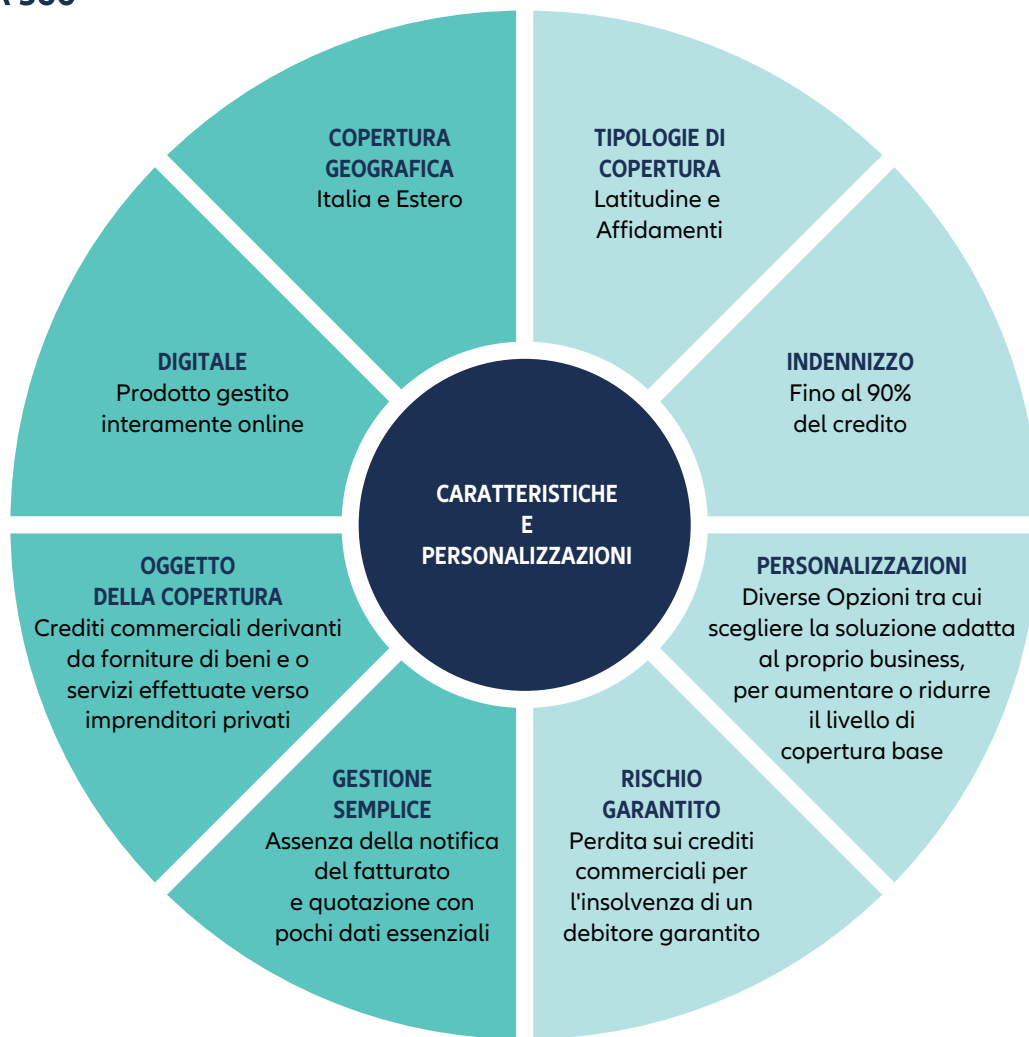 COPERTURA
GEOGRAFICA
Italia e Estero
TIPOLOGIE DI
COPERTURA
Latitudine e
Affidamenti
DIGITALE
Prodotto gestito
interamente online
INDENNIZZO
Fino al 90%
del credito
CARATTERISTICHE
E
PERSONALIZZAZIONI
OGGETTO
DELLA COPERTURA
Crediti commerciali derivanti
da forniture di beni e o
servizi effettuate verso
imprenditori privati
PERSONALIZZAZIONI
Diverse Opzioni tra cui
scegliere la soluzione adatta
al proprio business,
per aumentare o ridurre
il livello di
copertura base
GESTIONE
SEMPLICE
Assenza della notifica
del fatturato
e quotazione con
pochi dati essenziali
RISCHIO
GARANTITO
Perdita sui crediti
commerciali per
l'insolvenza di un
debitore garantito